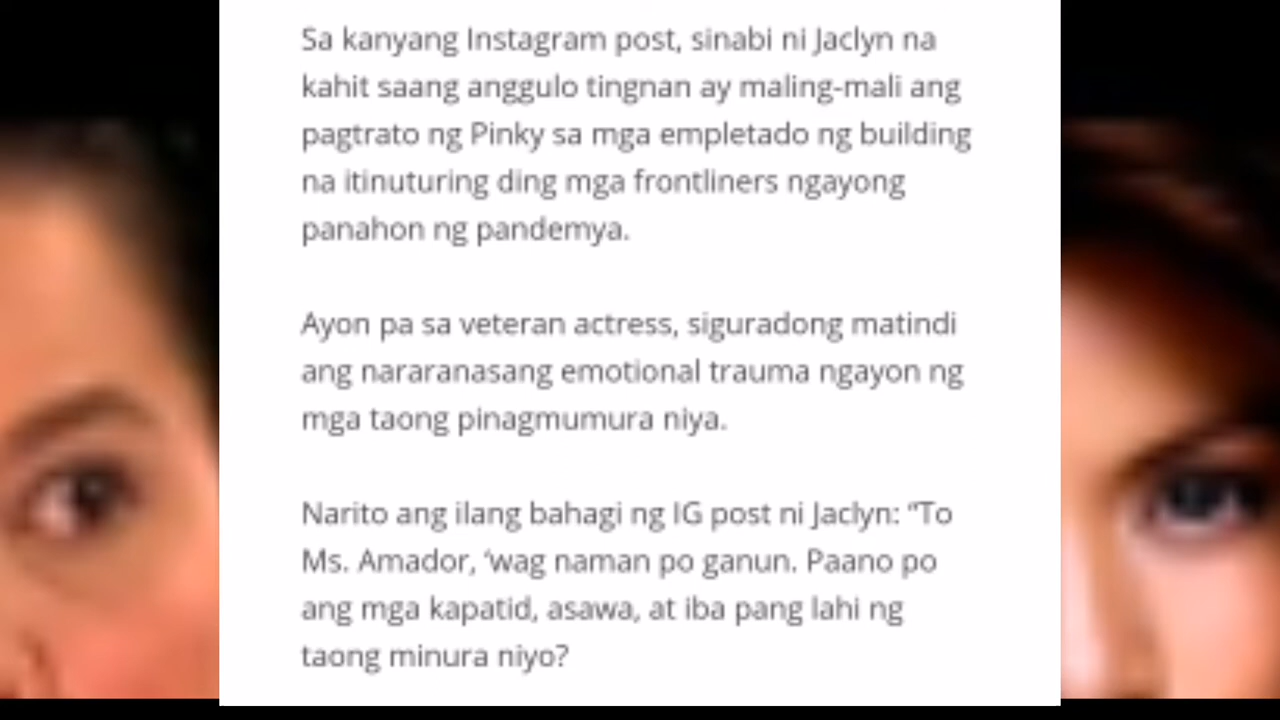 Sa kanyang Instagram post, sinabi ni Jaclyn na
kahit saang anggulo tingnan ay maling-mali ang
pagtrato ng Pinky sa mga empletado ng building
na itinuturing ding mga frontliners ngayong
panahon ng pandemya.
Ayon pa sa veteran actress, siguradong matindi
ang nararanasang emotional trauma ngayon ng
mga taong pinagmumura niya.
Narito ang ilang bahagi ng IG post ni Jaclyn: “To
Ms. Amador, ‘wag naman po ganun. Paano po
ang mga kapatid, asawa, at iba pang lahi ng
taong minura niyo?